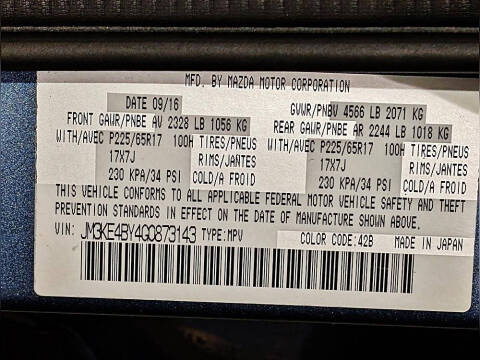 MFD. BY MAZDA MOTOR CORPORATION
DATE 09/16 GVWR/PNBV 4566 LB 2071 KG
FRONT GAWR/PNBE AV 2328 LB 1056 KG REAR GAWR/PNBE AR 2244 LB 1018 KG
WITH/AVEC P225/65R17 100H TIRES/PNEUS WITH/AVEC P225/65R17 100H TIRES/PNEUS
17X7J RIMS/JANTES 17X7J RIMS/JANTES
230 KPA/34 PSI COLD/A FROID 230 KPA/34 PSI COLD/A FROID
THIS VEHICLE CONFORMS TO ALL APPLICABLE FEDERAL MOTOR VEHICLE SAFETY AND THEFT
PREVENTION STANDARDS IN EFFECT ON THE DATE OF MANUFACTURE SHOWN ABOVE.
VIN: JM3KE4BY4G0873143 TYPE:MPV COLOR CODE:42B MADE IN JAPAN